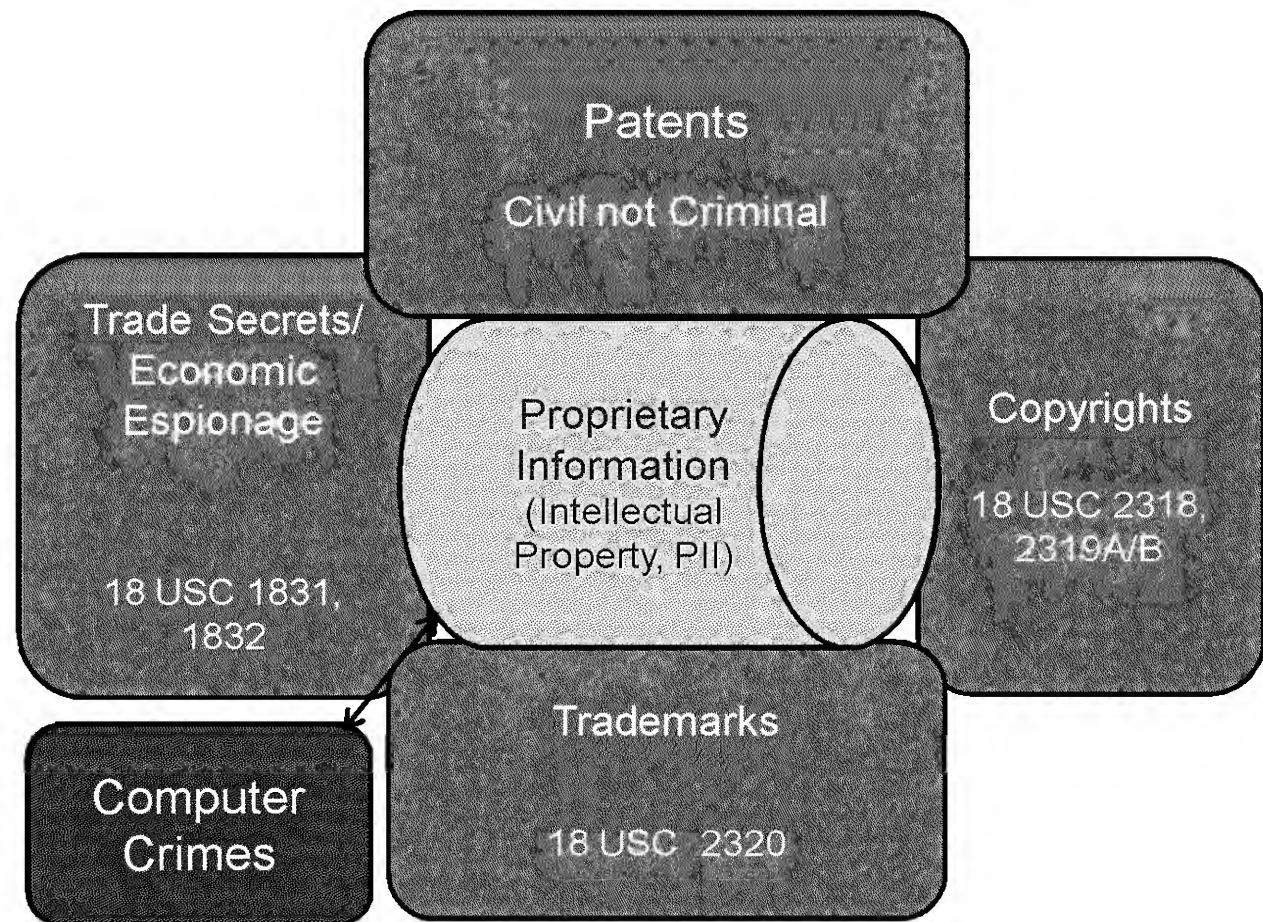 Patents
Civil not Criminal
Trade Secrets/
Economic
Espionage
18 USC 1831,
1832
Proprietary
Information
(Intellectual
Property, PII)
Copyrights
18 USC 2318,
2319A/B
Trademarks
18 USC 2320
Computer
Crimes